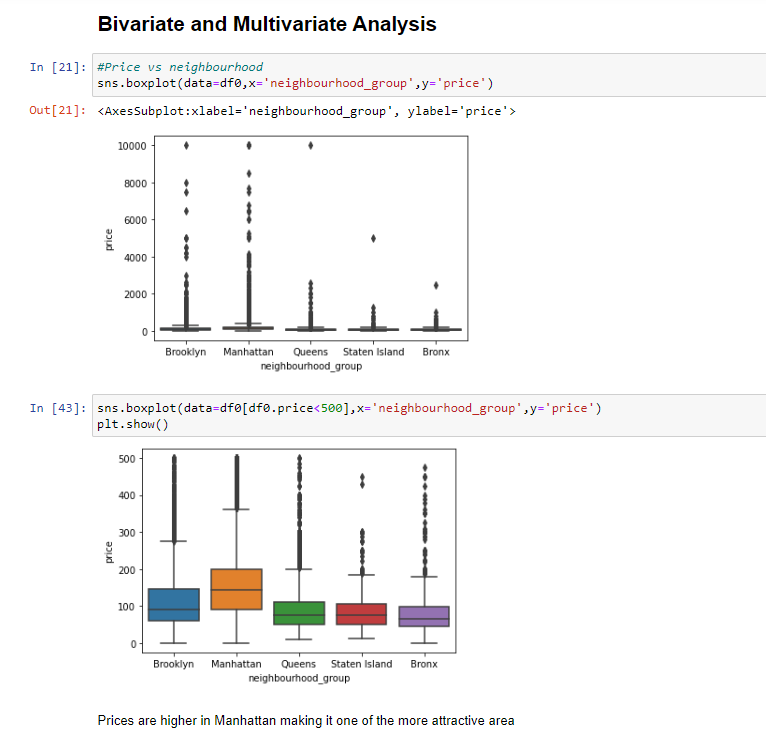 Bivariate and Multivariate Analysis
In [21]: #Price vs neighbourhood
sns.boxplot(data=df0,x='neighbourhood_group',y='price')
Out[21]: <AxesSubplot:xlabel='neighbourhood_group', ylabel='price'>
10000
8000
6000
price
4000
2000
0
Brooklyn Manhattan Queens Staten Island Bronx
neighbourhood_group
In [43]: sns.boxplot(data=df0[df0.price<500],x='neighbourhood_group',y='price')
plt.show()
500
400
300
price
200
100
0
Brooklyn Manhattan Queens Staten Island Bronx
neighbourhood_group
Prices are higher in Manhattan making it one of the more attractive area